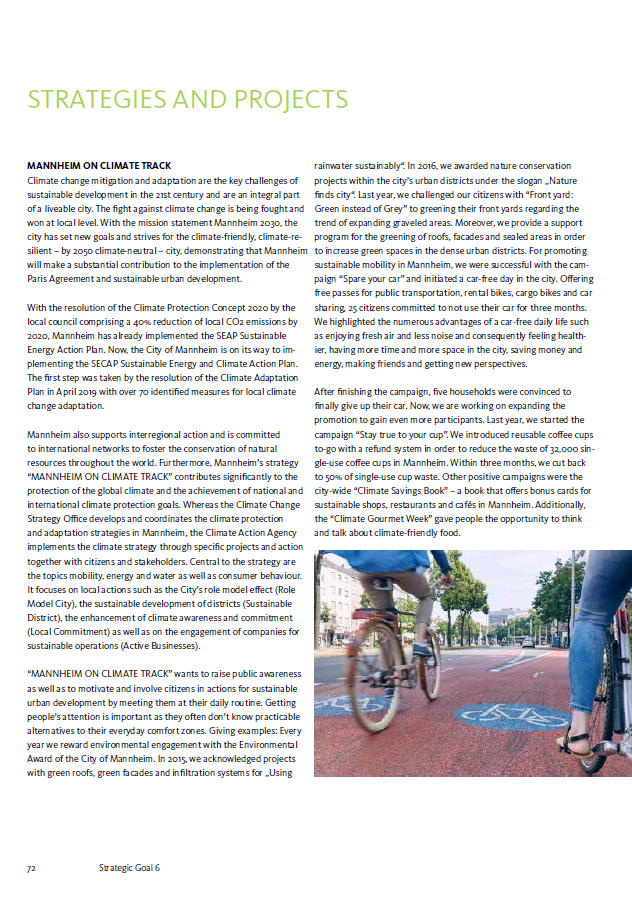 STRATEGIES AND PROJECTS
MANNHEIM ON CLIMATE TRACK
Climate change mitigation and adaptation are the key challenges of
sustainable development in the 21st century and are an integral part
of a liveable city. The fight against climate change is being fought and
won at local level. With the mission statement Mannheim 2030, the
city has set new goals and strives for the climate-friendly, climate-re-
silient – by 2050 climate-neutral – city, demonstrating that Mannheim
will make a substantial contribution to the implementation of the
Paris Agreement and sustainable urban development.
With the resolution of the Climate Protection Concept 2020 by the
local council comprising a 40% reduction of local CO2 emissions by
2020, Mannheim has already implemented the SEAP Sustainable
Energy Action Plan. Now, the City of Mannheim is on its way to im-
plementing the SECAP Sustainable Energy and Climate Action Plan.
The first step was taken by the resolution of the Climate Adaptation
Plan in April 2019 with over 70 identified measures for local climate
change adaptation.
Mannheim also supports interregional action and is committed
to international networks to foster the conservation of natural
resources throughout the world. Furthermore, Mannheim's strategy
“MANNHEIM ON CLIMATE TRACK” contributes significantly to the
protection of the global climate and the achievement of national and
international climate protection goals. Whereas the Climate Change
Strategy Office develops and coordinates the climate protection
and adaptation strategies in Mannheim, the Climate Action Agency
implements the climate strategy through specific projects and action
together with citizens and stakeholders. Central to the strategy are
the topics mobility, energy and water as well as consumer behaviour.
It focuses on local actions such as the City's role model effect (Role
Model City), the sustainable development of districts (Sustainable
District), the enhancement of climate awareness and commitment
(Local Commitment) as well as on the engagement of companies for
sustainable operations (Active Businesses).
“MANNHEIM ON CLIMATE TRACK” wants to raise public awareness
as well as to motivate and involve citizens in actions for sustainable
urban development by meeting them at their daily routine. Getting
people's attention is important as they often don't know practicable
alternatives to their everyday comfort zones. Giving examples: Every
year we reward environmental engagement with the Environmental
Award of the City of Mannheim. In 2015, we acknowledged projects
with green roofs, green facades and infiltration systems for „Using
rainwater sustainably“. In 2016, we awarded nature conservation
projects within the city's urban districts under the slogan „Nature
finds city“. Last year, we challenged our citizens with “Front yard:
Green instead of Grey” to greening their front yards regarding the
trend of expanding graveled areas. Moreover, we provide a support
program for the greening of roofs, facades and sealed areas in order
to increase green spaces in the dense urban districts. For promoting
sustainable mobility in Mannheim, we were successful with the cam-
paign “Spare your car” and initiated a car-free day in the city. Offering
free passes for public transportation, rental bikes, cargo bikes and car
sharing, 25 citizens committed to not use their car for three months.
We highlighted the numerous advantages of a car-free daily life such
as enjoying fresh air and less noise and consequently feeling health-
ier, having more time and more space in the city, saving money and
energy, making friends and getting new perspectives.
After finishing the campaign, five households were convinced to
finally give up their car. Now, we are working on expanding the
promotion to gain even more participants. Last year, we started the
campaign “Stay true to your cup”. We introduced reusable coffee cups
to-go with a refund system in order to reduce the waste of 32,000 sin-
gle-use coffee cups in Mannheim. Within three months, we cut back
to 50% of single-use cup waste. Other positive campaigns were the
city-wide “Climate Savings Book” – a book that offers bonus cards for
sustainable shops, restaurants and cafés in Mannheim. Additionally,
the “Climate Gourmet Week” gave people the opportunity to think
and talk about climate-friendly food.
72 Strategic Goal 6